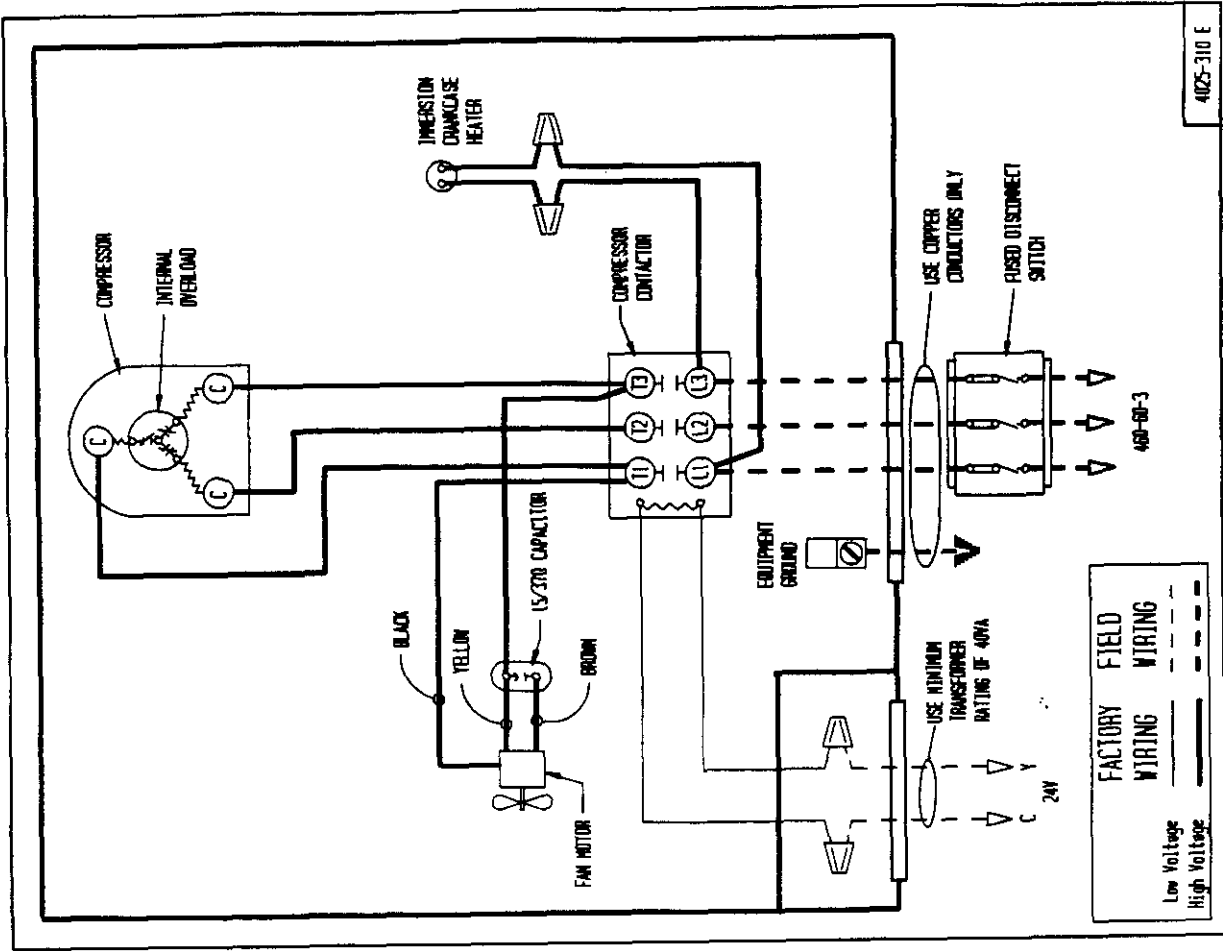 COMPRESSOR
INTERNAL
OVERLOAD
C
C
C
IMMERSION
CRANKCASE
HEATER
COMPRESSOR
CONTACTOR
T1 T2 T3
L1 L2 L3
BLACK
YELLOW
15/370 CAPACITOR
BROWN
FAN MOTOR
EQUIPMENT
GROUND
USE COPPER
CONDUCTORS ONLY
FUSED DISCONNECT
SWITCH
460-60-3
USE MINIMUM
TRANSFORMER
RATING OF 40VA
C Y
24V
FACTORY FIELD
WIRING WIRING
Low Voltage
High Voltage
4025-310 E